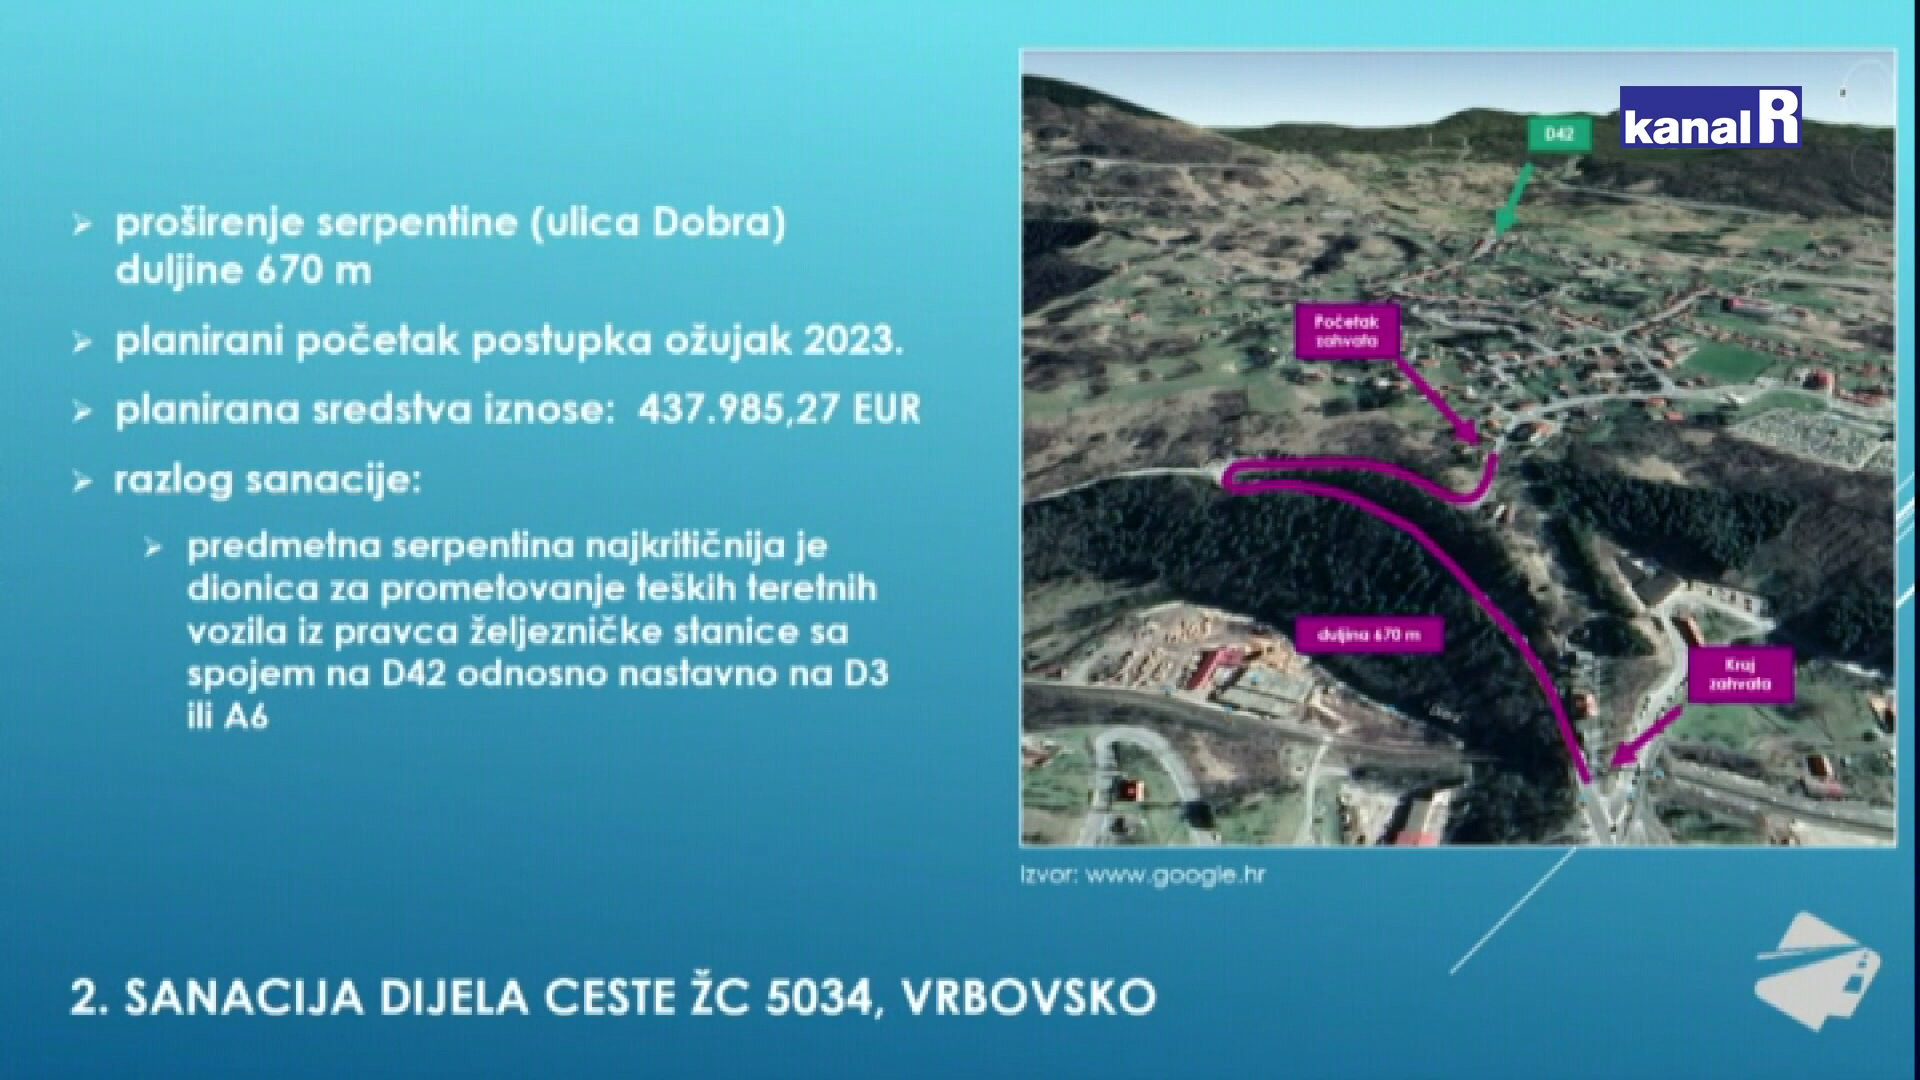 proširenje serpentine (ulica Dobra)
duljine 670 m
planirani početak postupka ožujak 2023.
planirana sredstva iznose: 437.985,27 EUR
razlog sanacije:
predmetna serpentina najkritičnija je
dionica za prometovanje teških teretnih
vozila iz pravca željezničke stanice sa
spojem na D42 odnosno nastavno na D3
ili A6
kanal R
D42
Početak
zahvata
duljina 670 m
Kraj
zahvata
Izvor: www.google.hr
2. SANACIJA DIJELA CESTE ŽC 5034, VRBOVSKO